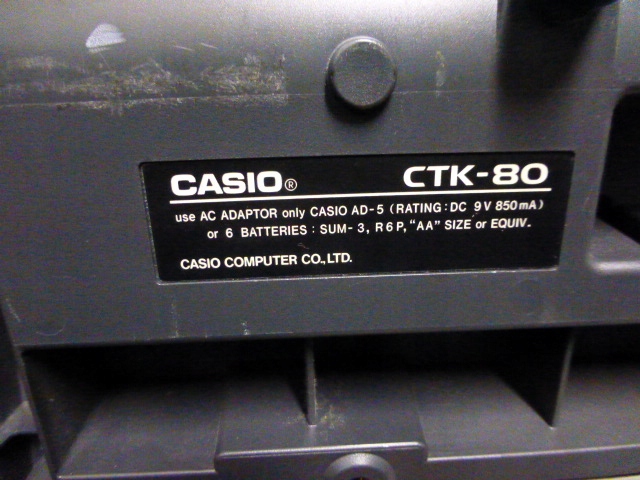 CASIO® CTK-80
use AC ADAPTOR only CASIO AD-5 (RATING: DC 9V 850mA)
or 6 BATTERIES : SUM-3, R6P, "AA" SIZE or EQUIV.
CASIO COMPUTER CO., LTD.